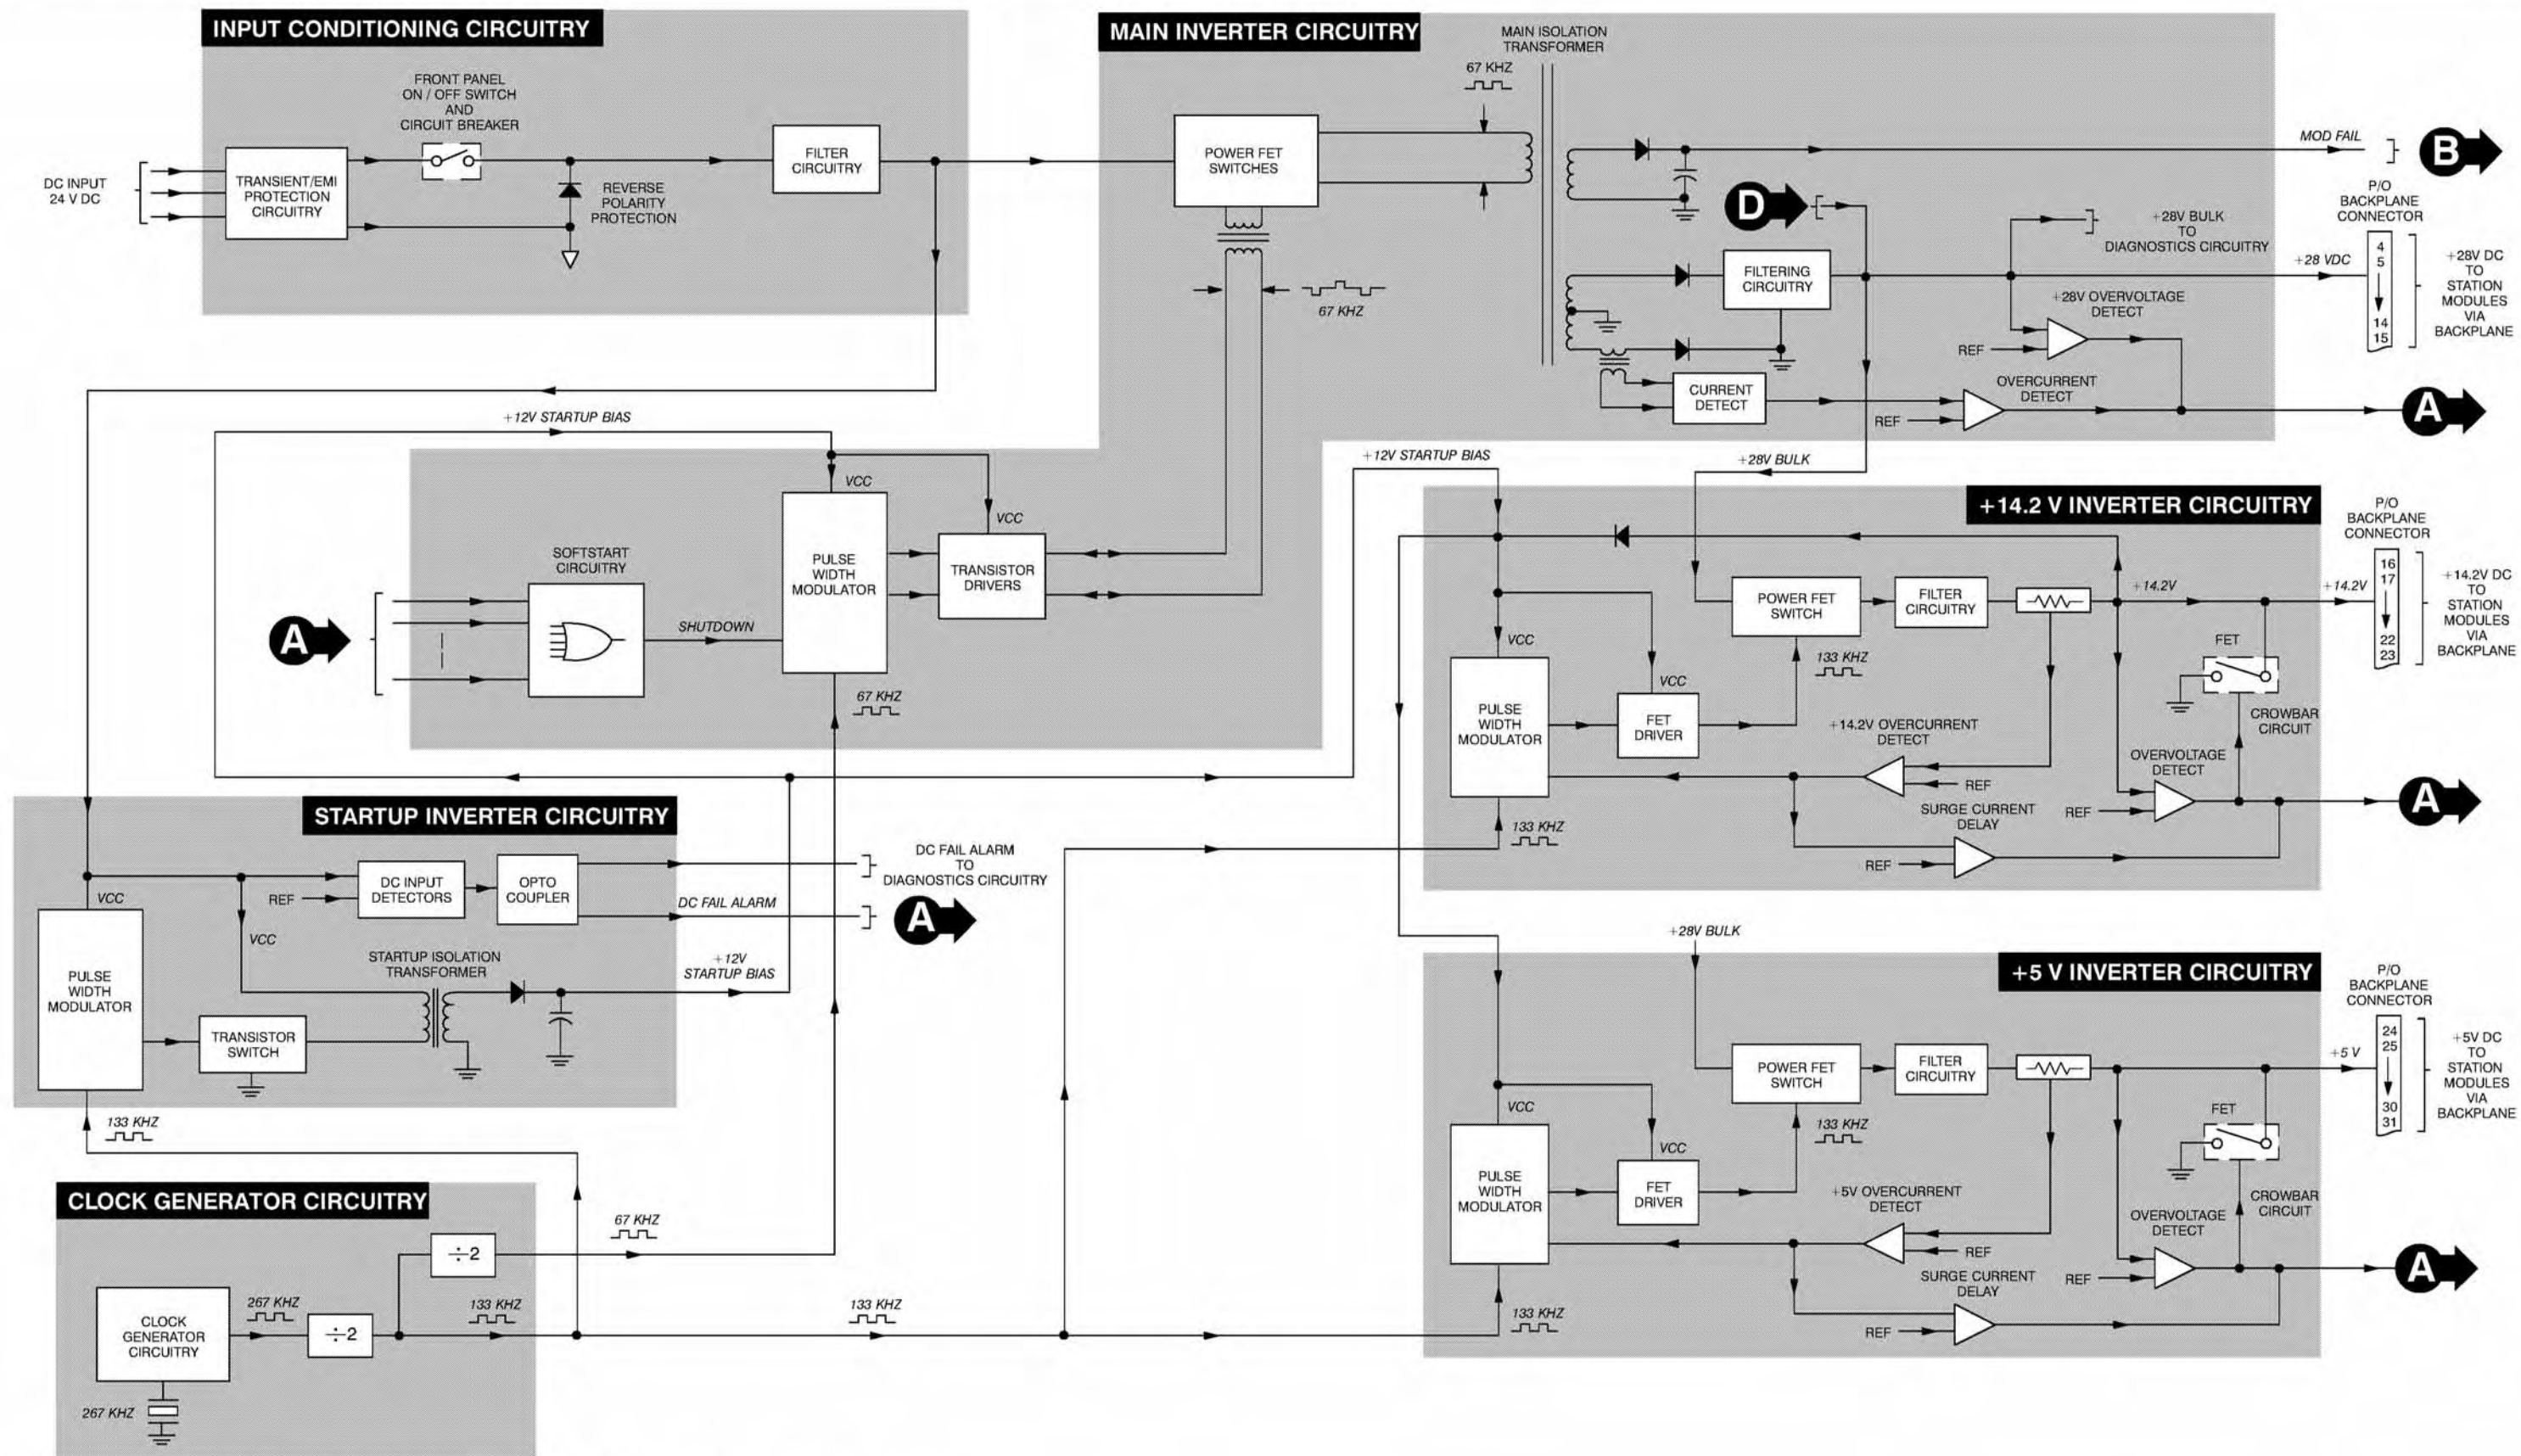 INPUT CONDITIONING CIRCUITRY
FRONT PANEL
ON / OFF SWITCH
AND
CIRCUIT BREAKER
DC INPUT
24 V DC
TRANSIENT/EMI
PROTECTION
CIRCUITRY
REVERSE
POLARITY
PROTECTION
FILTER
CIRCUITRY
MAIN INVERTER CIRCUITRY
MAIN ISOLATION
TRANSFORMER
67 KHZ
POWER FET
SWITCHES
67 KHZ
MOD FAIL
B
D
P/O
BACKPLANE
CONNECTOR
+28V BULK
TO
DIAGNOSTICS CIRCUITRY
FILTERING
CIRCUITRY
+28 VDC
4
5
14
15
+28V DC
TO
STATION
MODULES
VIA
BACKPLANE
+28V OVERVOLTAGE
DETECT
REF
CURRENT
DETECT
OVERCURRENT
DETECT
REF
A
+12V STARTUP BIAS
VCC
VCC
SOFTSTART
CIRCUITRY
A
SHUTDOWN
PULSE
WIDTH
MODULATOR
TRANSISTOR
DRIVERS
67 KHZ
+12V STARTUP BIAS
+28V BULK
+14.2 V INVERTER CIRCUITRY
P/O
BACKPLANE
CONNECTOR
POWER FET
SWITCH
FILTER
CIRCUITRY
+14.2V
+14.2V
16
17
22
23
+14.2V DC
TO
STATION
MODULES
VIA
BACKPLANE
VCC
133 KHZ
FET
VCC
PULSE
WIDTH
MODULATOR
FET
DRIVER
+14.2V OVERCURRENT
DETECT
CROWBAR
CIRCUIT
OVERVOLTAGE
DETECT
REF
REF
SURGE CURRENT
DELAY
133 KHZ
REF
A
STARTUP INVERTER CIRCUITRY
VCC
REF
DC INPUT
DETECTORS
OPTO
COUPLER
DC FAIL ALARM
TO
DIAGNOSTICS CIRCUITRY
DC FAIL ALARM
A
VCC
STARTUP ISOLATION
TRANSFORMER
+12V
STARTUP BIAS
PULSE
WIDTH
MODULATOR
TRANSISTOR
SWITCH
133 KHZ
+28V BULK
+5 V INVERTER CIRCUITRY
P/O
BACKPLANE
CONNECTOR
POWER FET
SWITCH
FILTER
CIRCUITRY
+5 V
24
25
30
31
+5V DC
TO
STATION
MODULES
VIA
BACKPLANE
VCC
133 KHZ
FET
VCC
PULSE
WIDTH
MODULATOR
FET
DRIVER
+5V OVERCURRENT
DETECT
CROWBAR
CIRCUIT
OVERVOLTAGE
DETECT
REF
REF
SURGE CURRENT
DELAY
133 KHZ
REF
A
CLOCK GENERATOR CIRCUITRY
÷2
67 KHZ
CLOCK
GENERATOR
CIRCUITRY
267 KHZ
÷2
133 KHZ
133 KHZ
267 KHZ